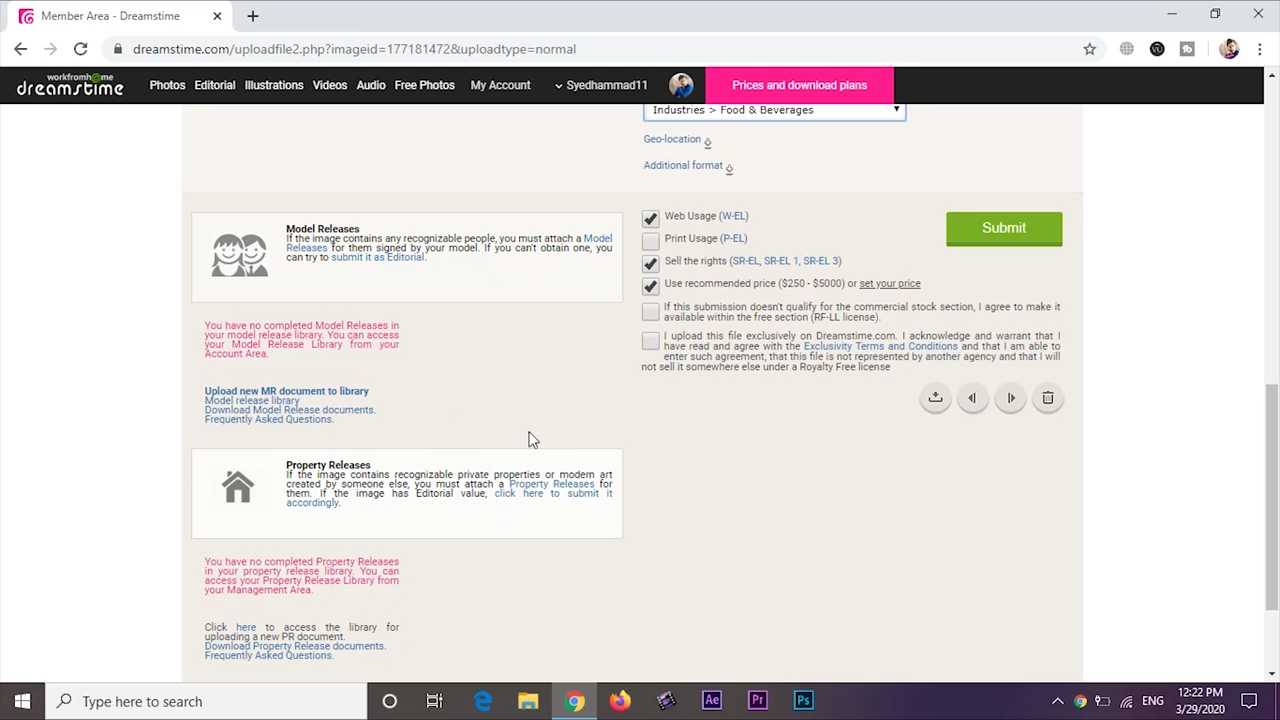 Member Area - Dreamstime
dreamstime.com/uploadfile2.php?imageid=177181472&uploadtype=normal
workfromh@me
dreamstime
Photos
Editorial
Illustrations
Videos
Audio
Free Photos
My Account
Syedhammad11
Prices and download plans
Industries > Food & Beverages
Geo-location
Additional format
Model Releases
If the image contains any recognizable people, you must attach a Model
Releases for them signed by your model. If you can't obtain one, you
can try to submit it as Editorial.
You have no completed Model Releases in
your model release library. You can access
your Model Release Library from your
Account Area.
Upload new MR document to library
Model release library
Download Model Release documents.
Frequently Asked Questions.
Property Releases
If the image contains recognizable private properties or modern art
created by someone else, you must attach a Property Releases for
them. If the image has Editorial value, click here to submit it
accordingly.
You have no completed Property Releases
in your property release library. You can
access your Property Release Library from
your Management Area.
Click here to access the library for
uploading a new PR document.
Download Property Release documents.
Frequently Asked Questions.
Web Usage (W-EL)
Print Usage (P-EL)
Sell the rights (SR-EL, SR-EL 1, SR-EL 3)
Use recommended price ($250 - $5000) or set your price
If this submission doesn't qualify for the commercial stock section, I agree to make it
available within the free section (RF-LL license).
I upload this file exclusively on Dreamstime.com. I acknowledge and warrant that I
have read and agree with the Exclusivity Terms and Conditions and that I am able to
enter such agreement, that this file is not represented by another agency and that I will
not sell it somewhere else under a Royalty Free license
Submit
Type here to search
Ae
Pr
Ps
ENG
12:22 PM
3/29/2020